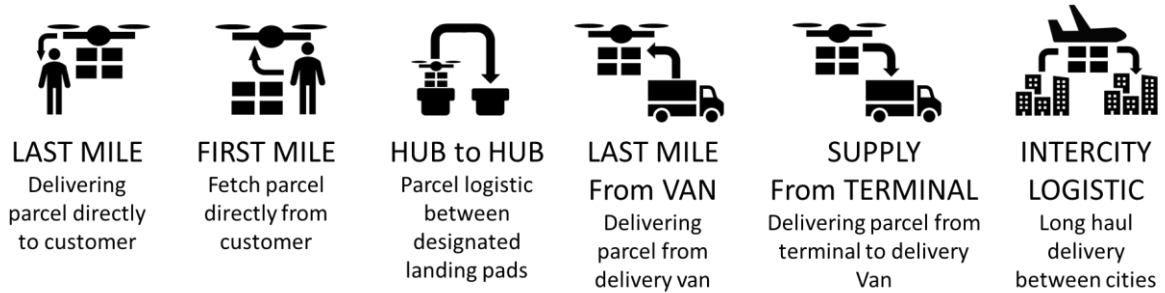 LAST MILE
Delivering
parcel directly
to customer
FIRST MILE
Fetch parcel
directly from
customer
HUB to HUB
Parcel logistic
between
designated
landing pads
LAST MILE
From VAN
Delivering
parcel from
delivery van
SUPPLY
From TERMINAL
Delivering parcel from
terminal to delivery
Van
INTERCITY
LOGISTIC
Long haul
delivery
between cities